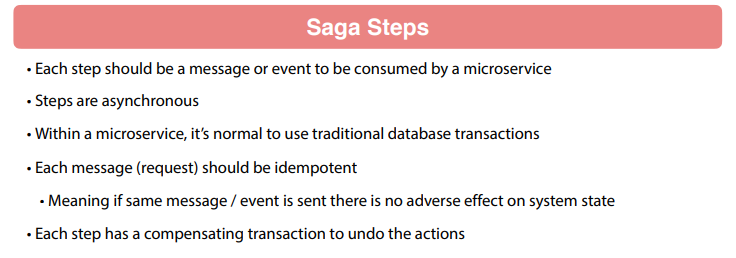 Saga Steps
• Each step should be a message or event to be consumed by a microservice
• Steps are asynchronous
• Within a microservice, it’s normal to use traditional database transactions
• Each message (request) should be idempotent
• Meaning if same message / event is sent there is no adverse effect on system state
• Each step has a compensating transaction to undo the actions